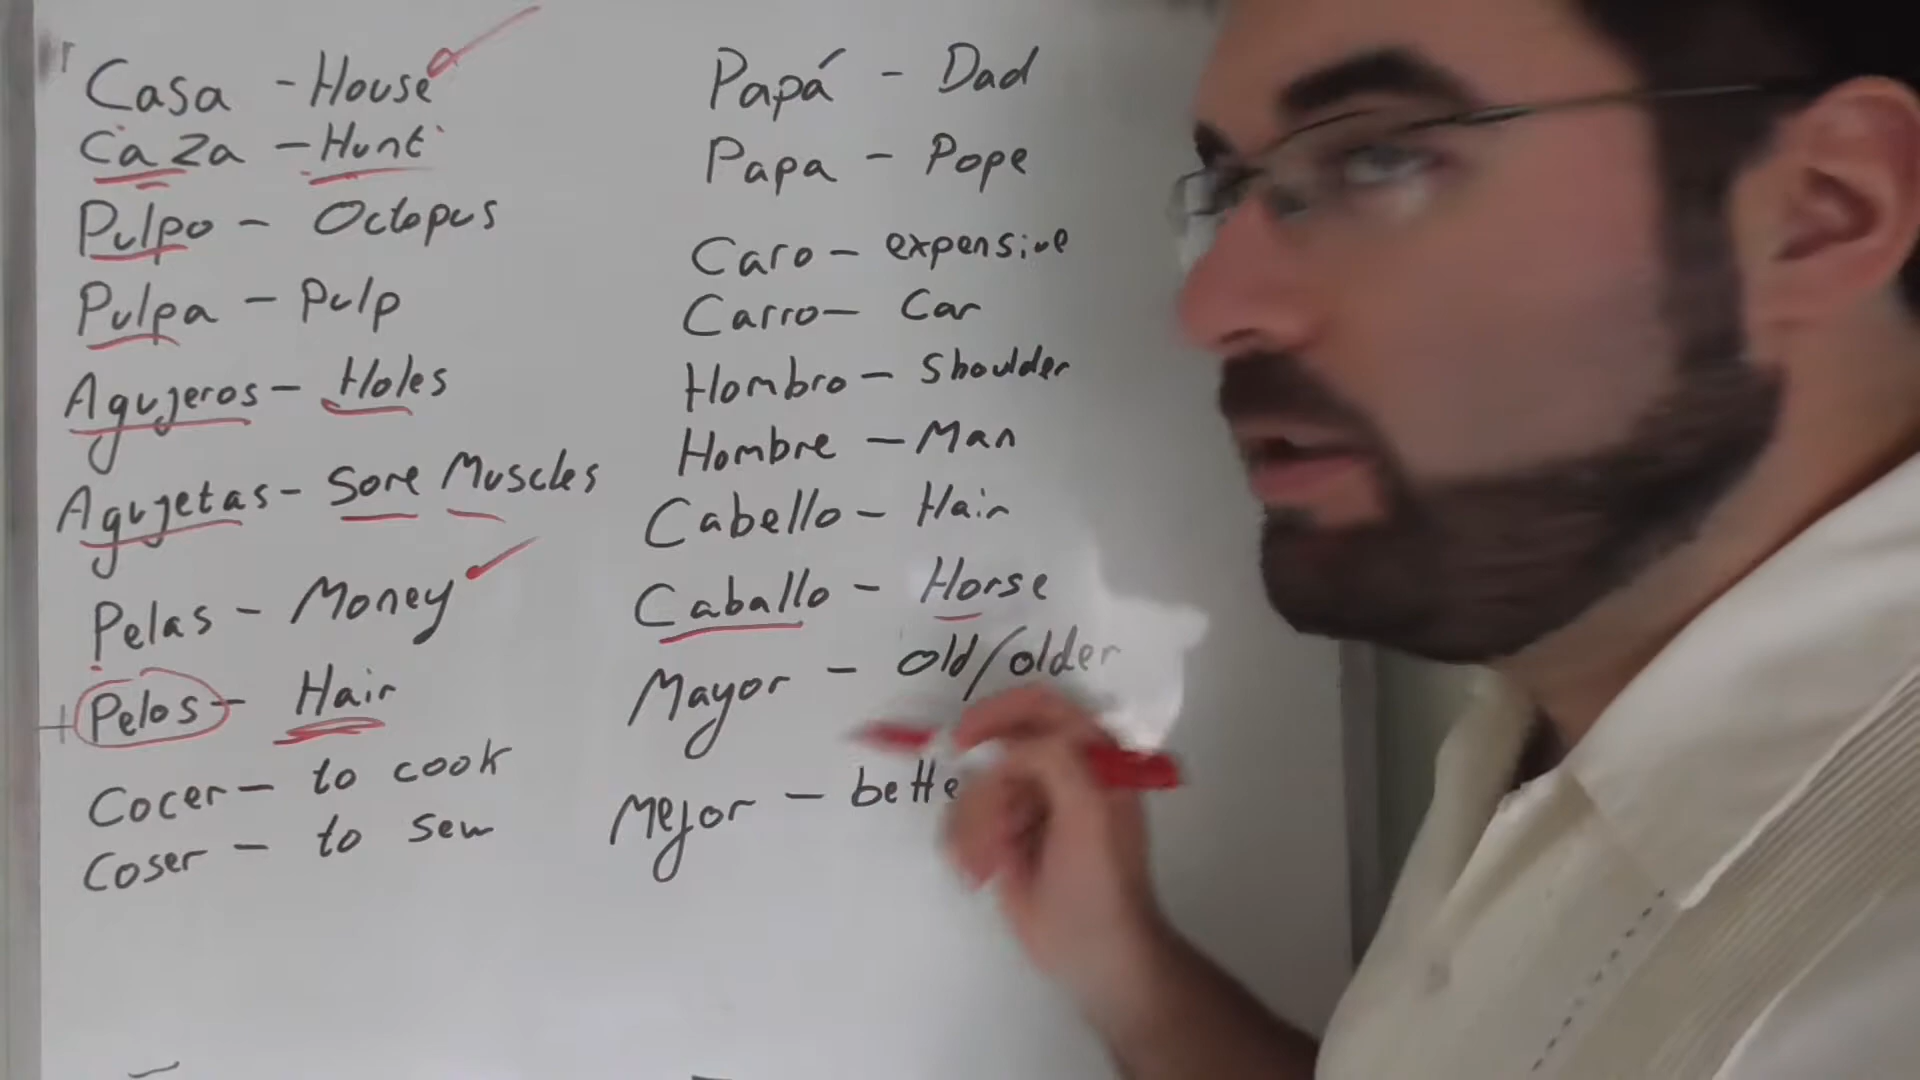 Casa - House
Caza - Hunt
Pulpo - Octopus
Pulpa - Pulp
Agujeros - Holes
Agujetas - Sore Muscles
Pelas - Money
Pelos - Hair
Cocer - to cook
Coser - to sew
Papá - Dad
Papa - Pope
Caro - expensive
Carro - Car
Hombro - Shoulder
Hombre - Man
Cabello - Hair
Caballo - Horse
Mayor - old/older
Mejor - bette